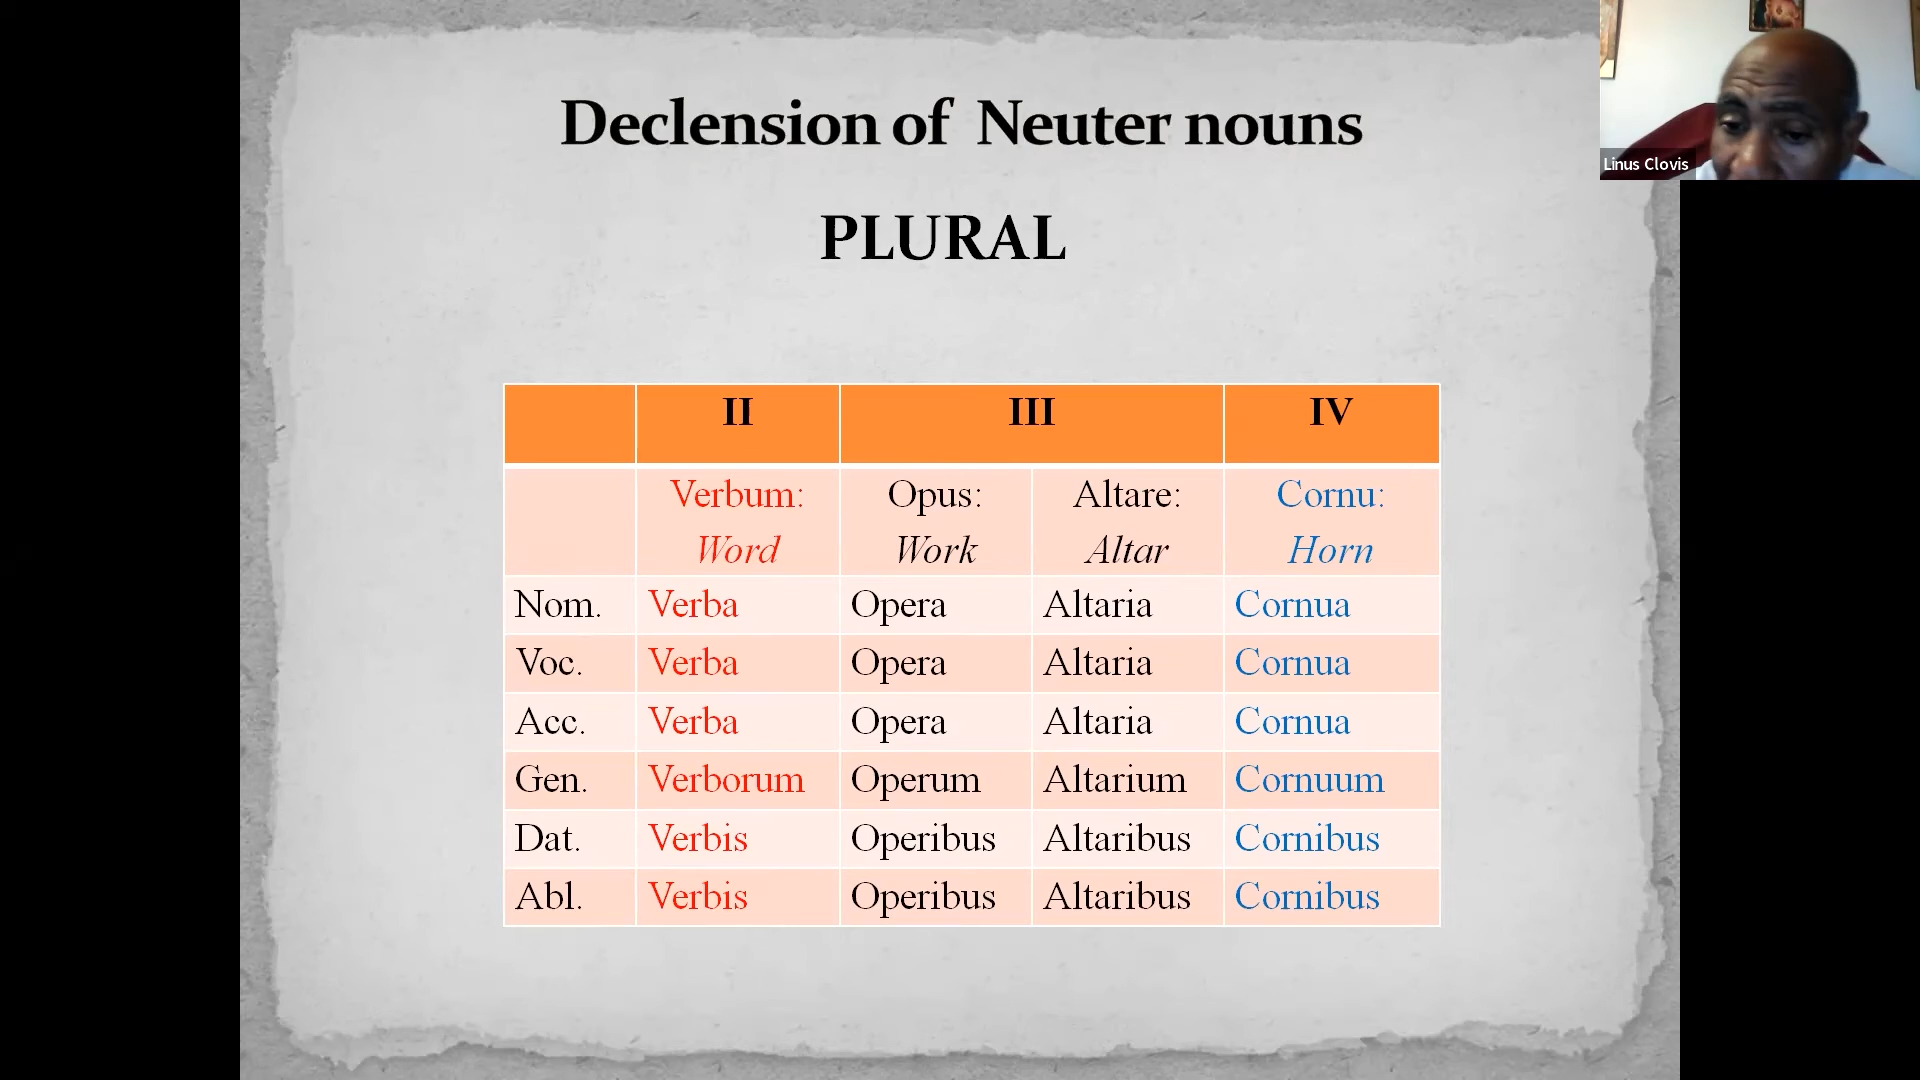 Declension of Neuter nouns
PLURAL
Linus Clovis
II III IV
Verbum: Opus: Altare: Cornu:
Word Work Altar Horn
Nom. Verba Opera Altaria Cornua
Voc. Verba Opera Altaria Cornua
Acc. Verba Opera Altaria Cornua
Gen. Verborum Operum Altarium Cornuum
Dat. Verbis Operibus Altaribus Cornibus
Abl. Verbis Operibus Altaribus Cornibus